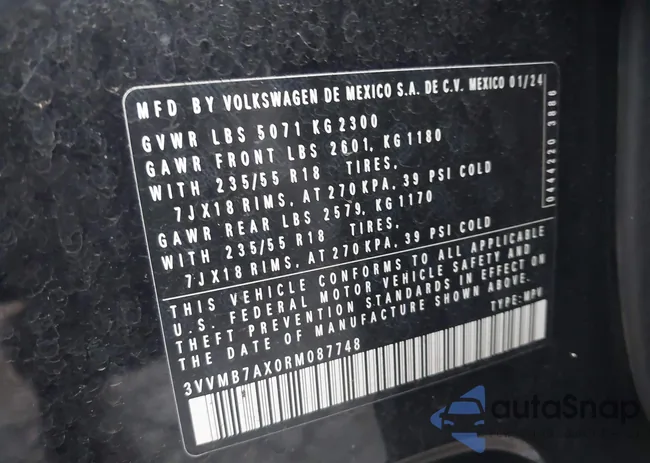 MFD BY VOLKSWAGEN DE MEXICO S.A. DE C.V. MEXICO 01/24
GVWR LBS 5071 KG 2300
GAWR FRONT LBS 2601, KG 1180
WITH 235/55 R18 TIRES,
7JX18 RIMS, AT 270 KPA, 39 PSI COLD
GAWR REAR LBS 2579, KG 1170
WITH 235/55 R18 TIRES,
7JX18 RIMS, AT 270 KPA, 39 PSI COLD
THIS VEHICLE CONFORMS TO ALL APPLICABLE
U.S. FEDERAL MOTOR VEHICLE SAFETY AND
THEFT PREVENTION STANDARDS IN EFFECT ON
THE DATE OF MANUFACTURE SHOWN ABOVE.
3VVMB7AX0RM087748
TYPE: MPV
0444220
autoSnap